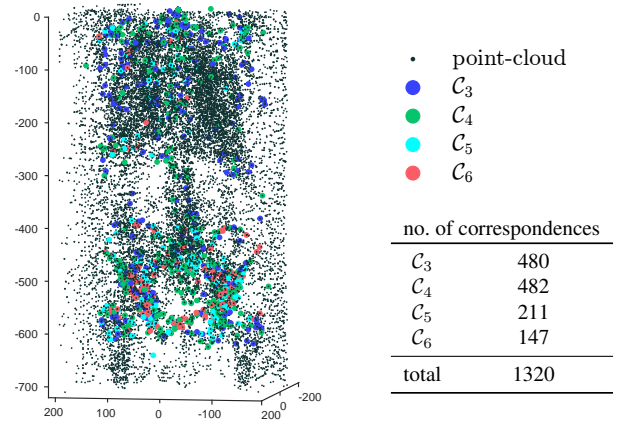 0
-100
-200
-300
-400
-500
-600
-700
200 100 0 -100 -200
0
-200
200
point-cloud
C3
C4
C5
C6
no. of correspondences
C3 480
C4 482
C5 211
C6 147
total 1320